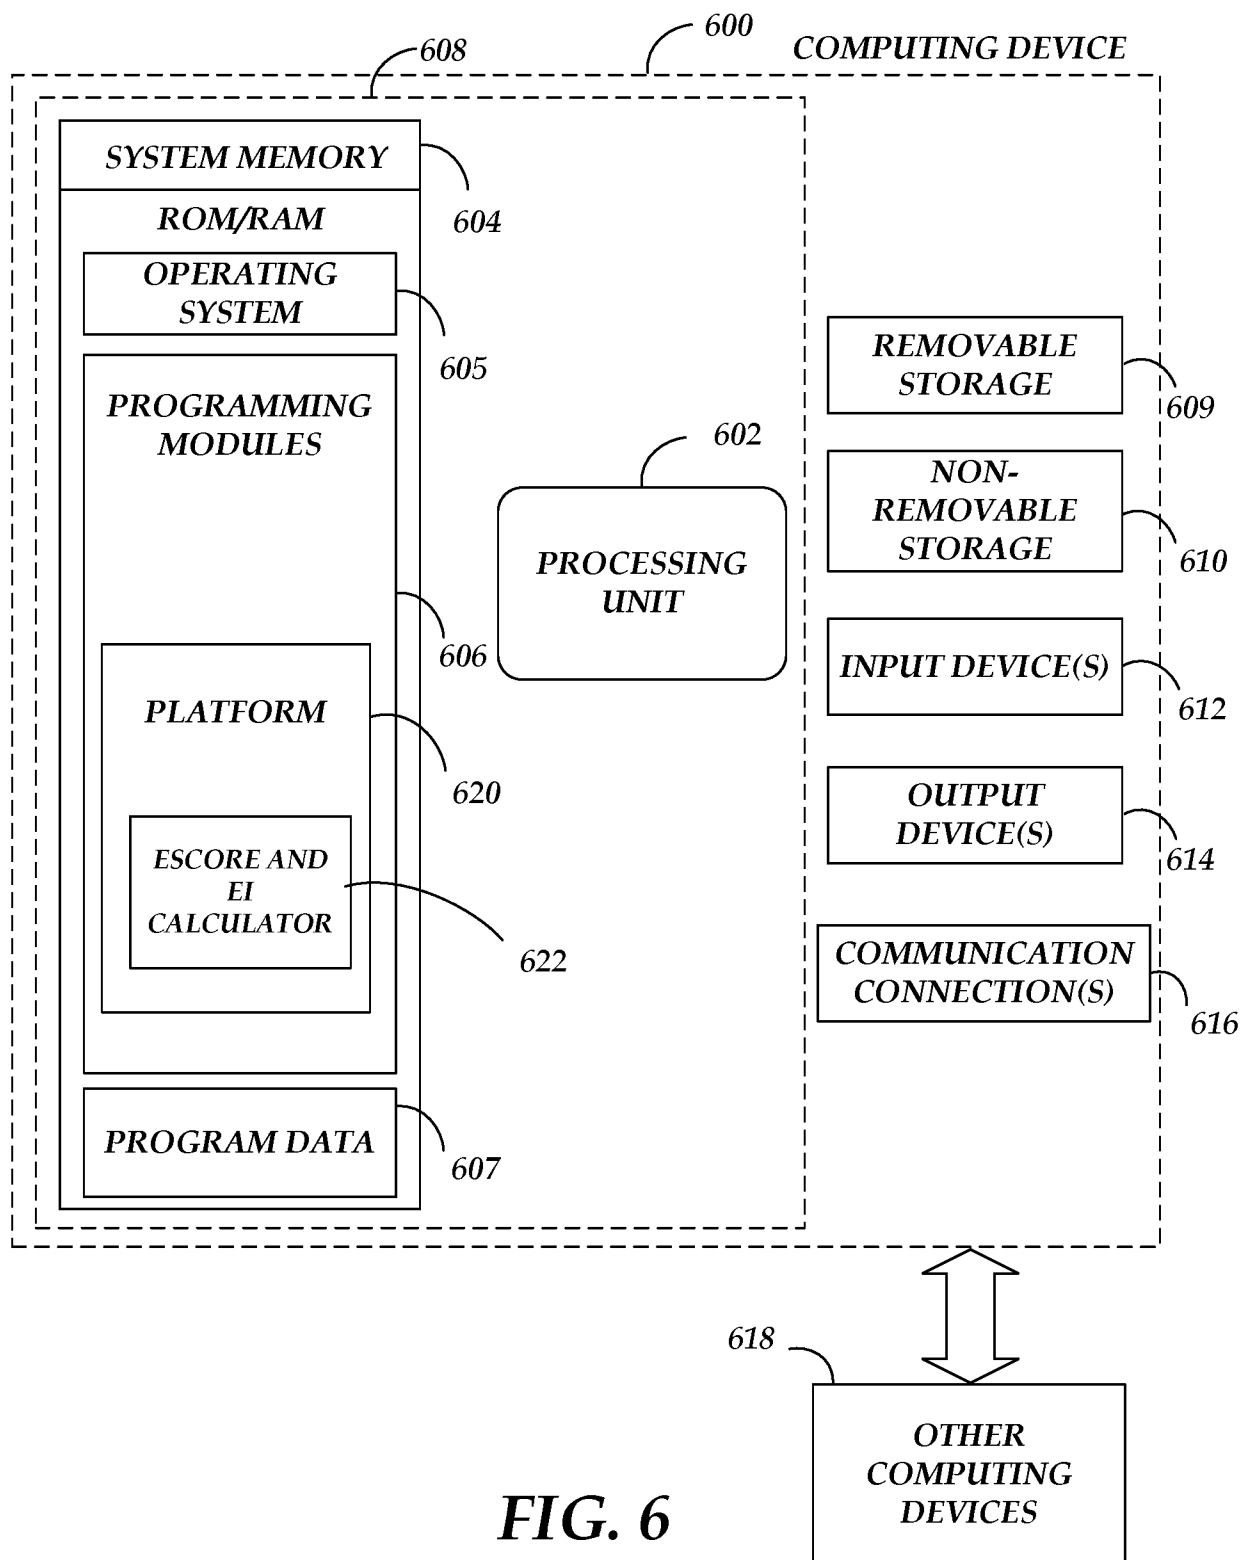 600
COMPUTING DEVICE
608
SYSTEM MEMORY
604
ROM/RAM
OPERATING
SYSTEM
605
PROGRAMMING
MODULES
606
PLATFORM
620
ESCORE AND
EI
CALCULATOR
622
PROGRAM DATA
607
602
PROCESSING
UNIT
REMOVABLE
STORAGE
609
NON-
REMOVABLE
STORAGE
610
INPUT DEVICE(S)
612
OUTPUT
DEVICE(S)
614
COMMUNICATION
CONNECTION(S)
616
618
OTHER
COMPUTING
DEVICES
FIG. 6